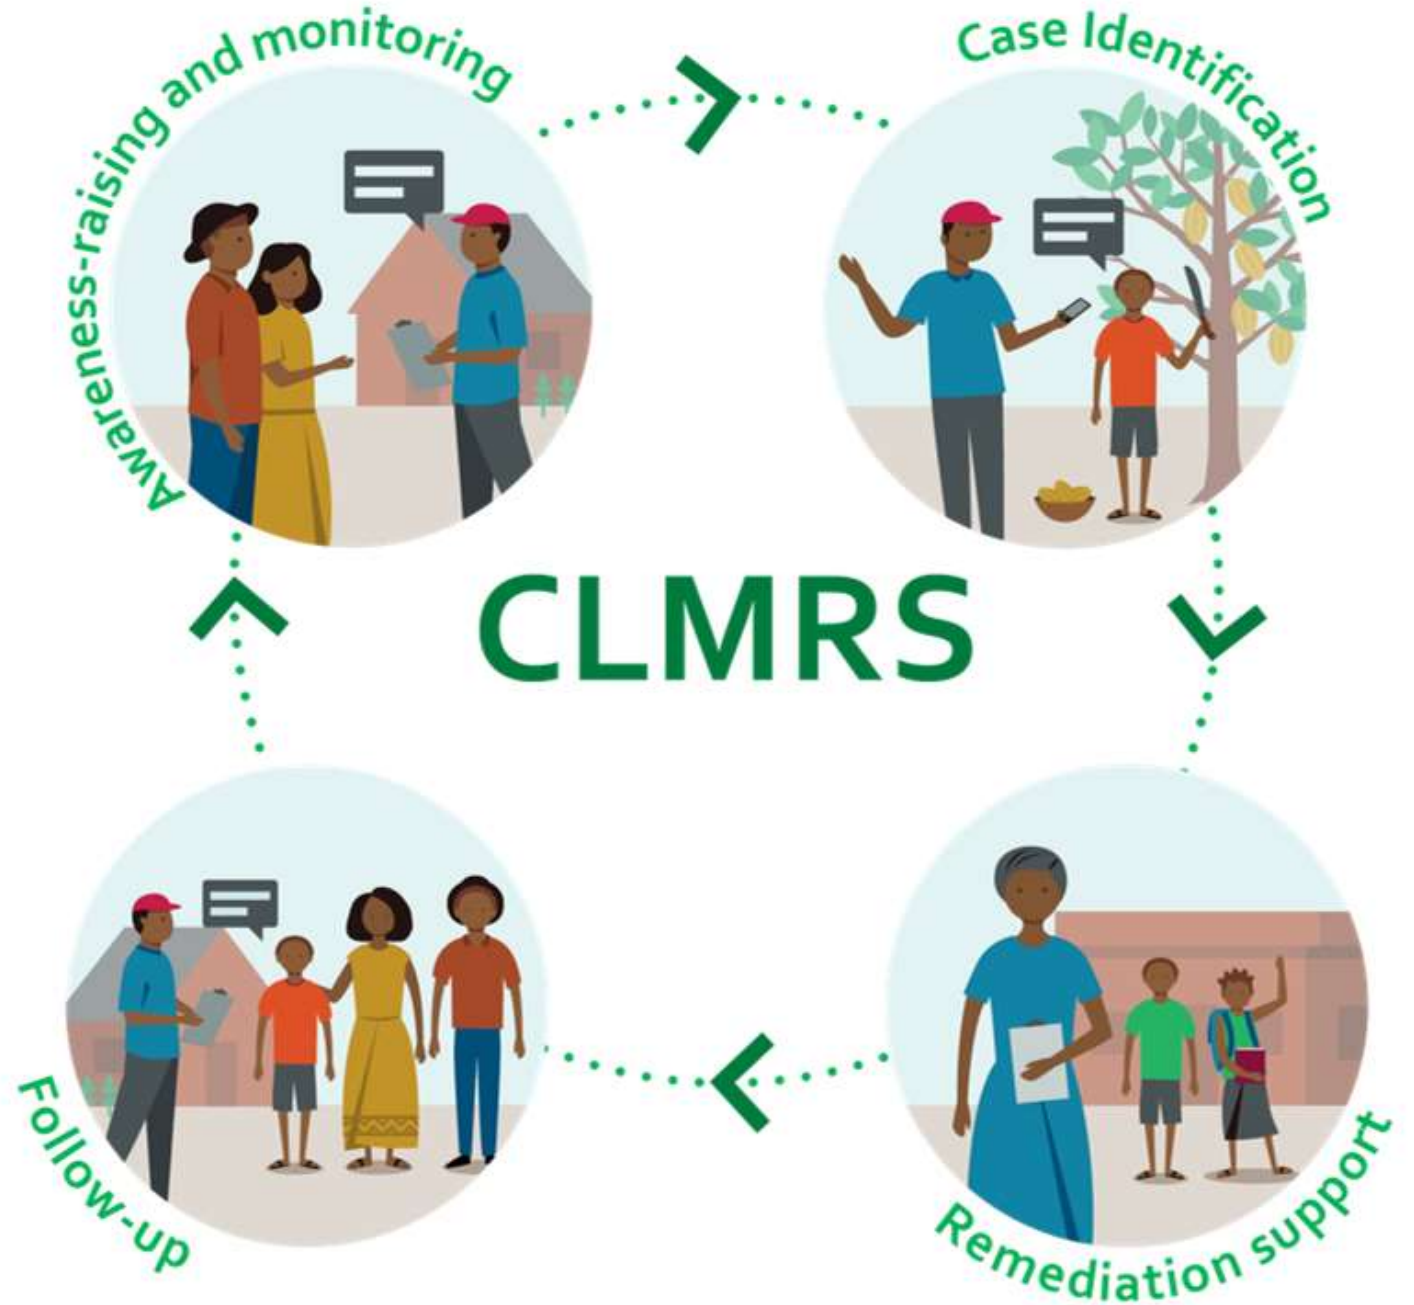 Awareness-raising and monitoring
Case Identification
CLMRS
Follow-up
Remediation support